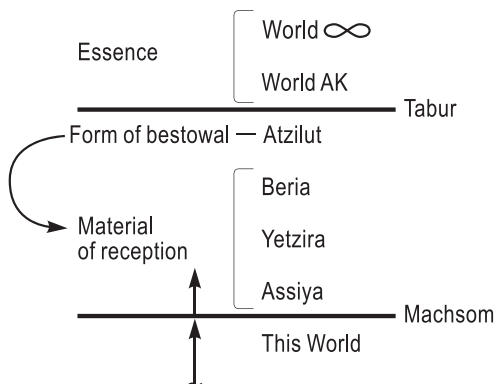 World ∞
Essence
World AK
Tabur
Form of bestowal — Atzilut
Beria
Material
of reception
Yetzira
Assiya
Machsom
This World